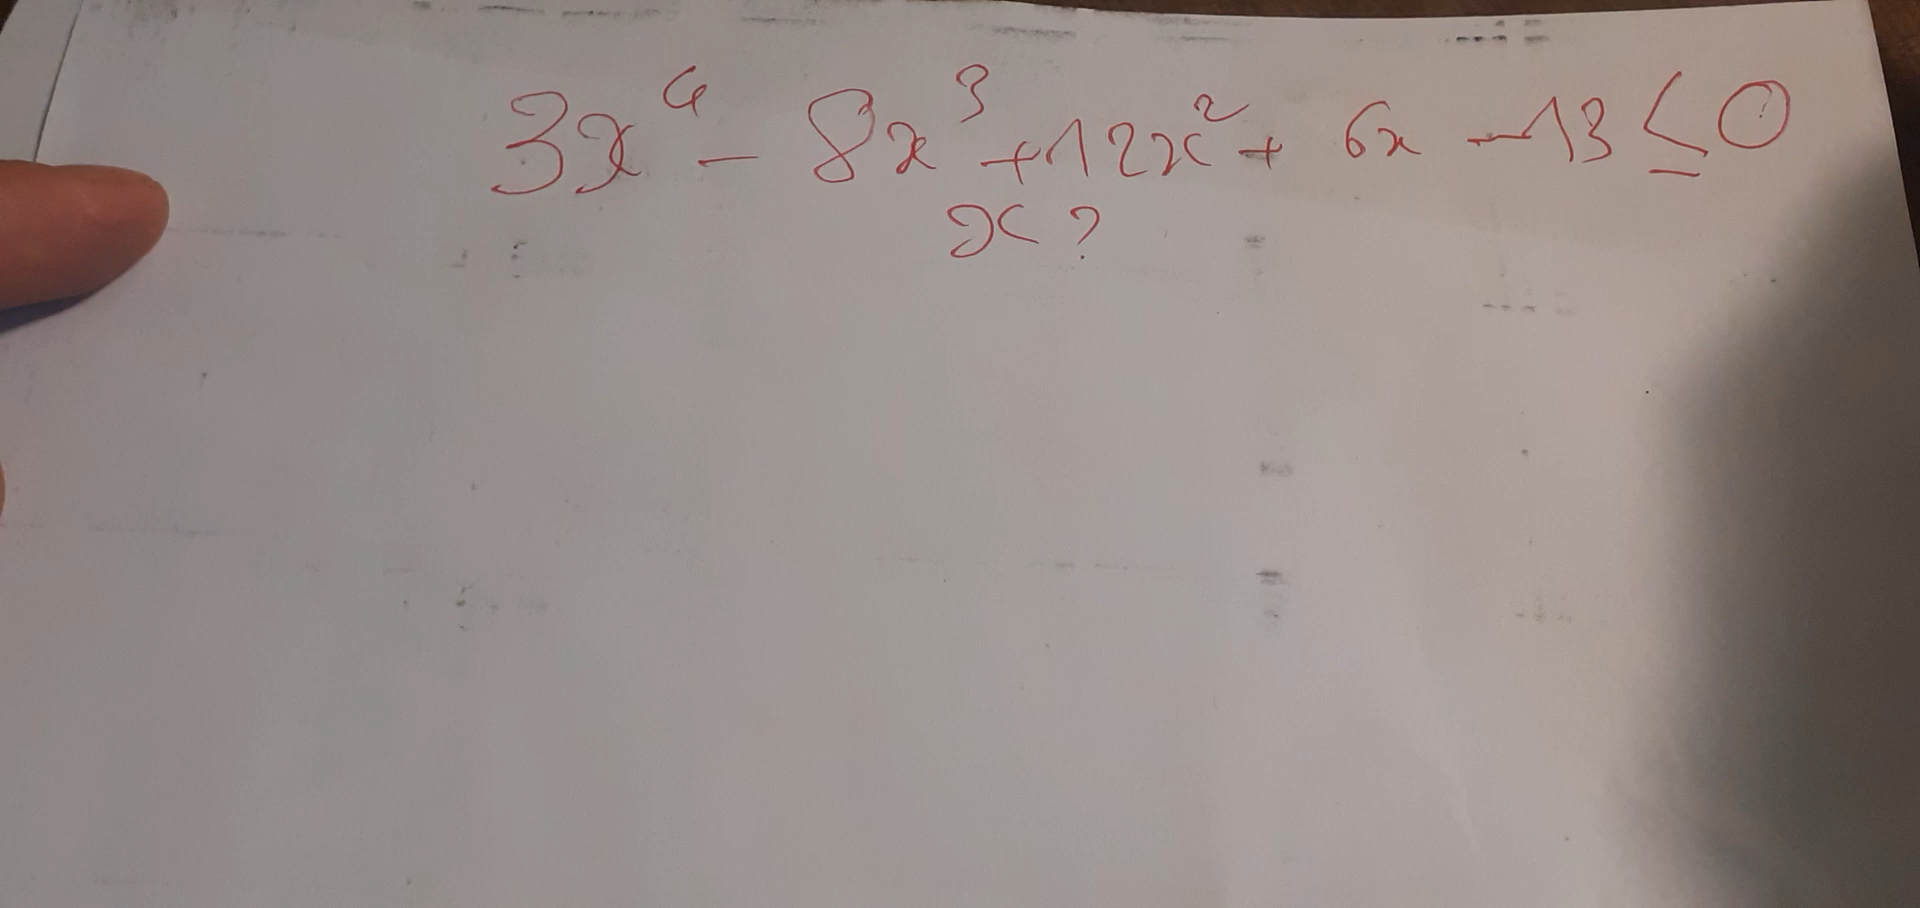 3x⁴ - 8x³ + 12x² + 6x - 13 ≤ 0
x ?